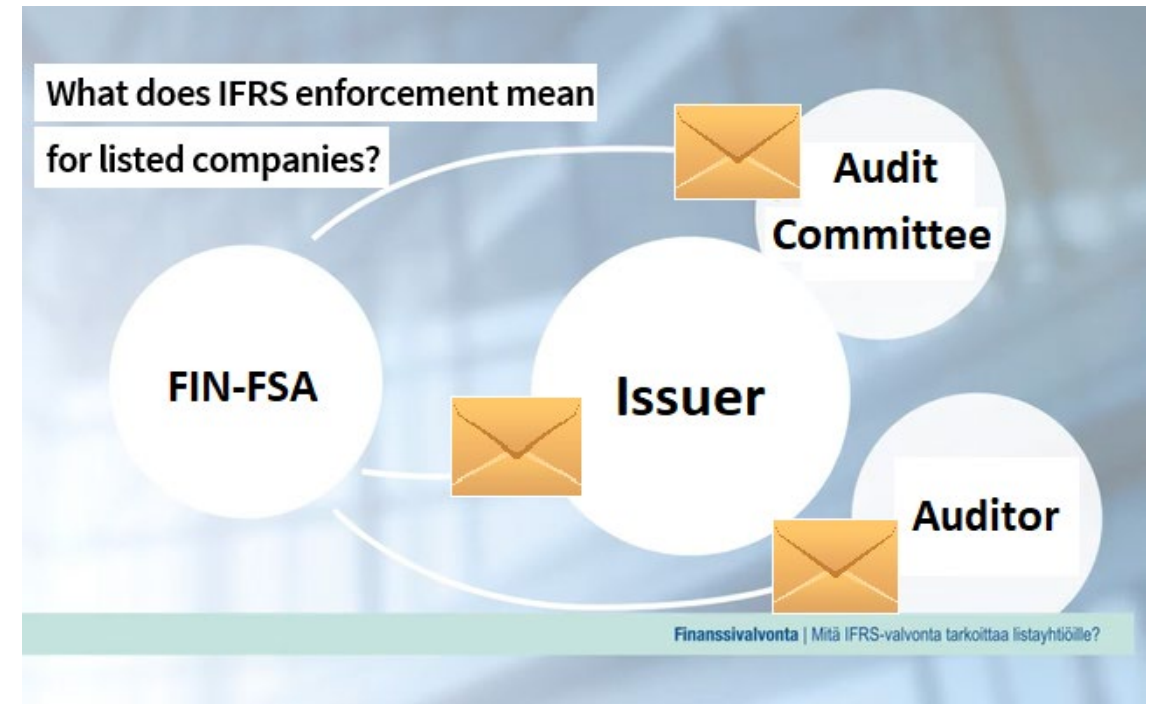 What does IFRS enforcement mean
for listed companies?
Audit
Committee
FIN-FSA
Issuer
Auditor
Finanssivalvonta | Mitä IFRS-valvonta tarkoittaa listayhtiöille?